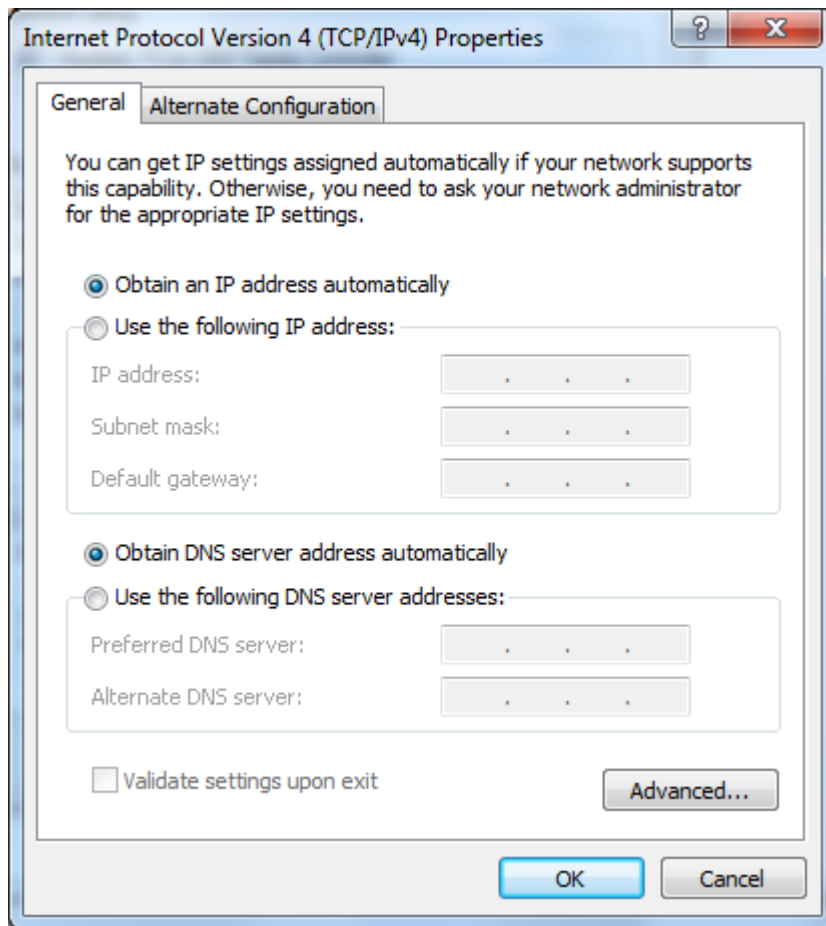 Internet Protocol Version 4 (TCP/IPv4) Properties
General
Alternate Configuration
You can get IP settings assigned automatically if your network supports
this capability. Otherwise, you need to ask your network administrator
for the appropriate IP settings.
Obtain an IP address automatically
Use the following IP address:
IP address:
Subnet mask:
Default gateway:
Obtain DNS server address automatically
Use the following DNS server addresses:
Preferred DNS server:
Alternate DNS server:
Validate settings upon exit
Advanced...
OK
Cancel